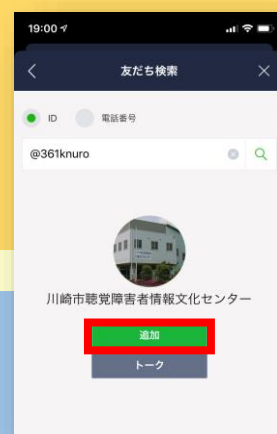 19:00
友だち検索
ID 電話番号
@361knuro
川崎市聴覚障害者情報文化センター
追加
トーク